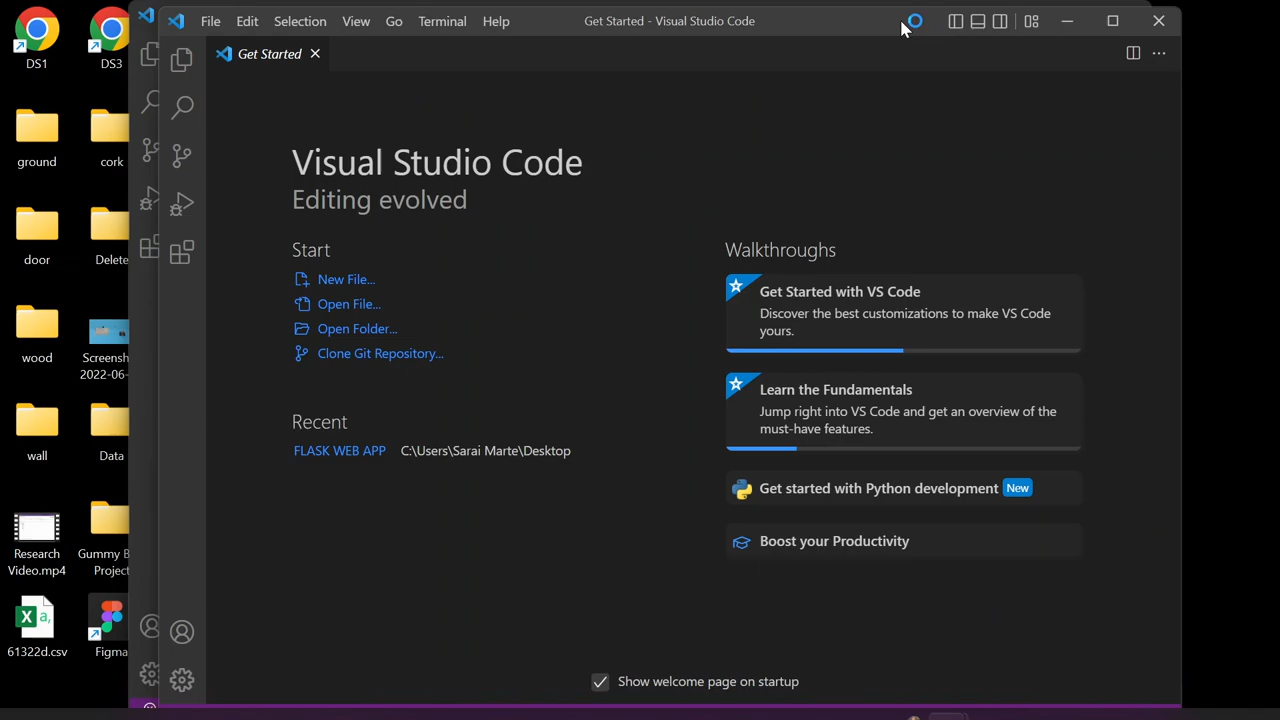 File Edit Selection View Go Terminal Help
Get Started - Visual Studio Code
Get Started
Visual Studio Code
Editing evolved
Start
New File...
Open File...
Open Folder...
Clone Git Repository...
Recent
FLASK WEB APP C:\Users\Sarai Marte\Desktop
Walkthroughs
Get Started with VS Code
Discover the best customizations to make VS Code
yours.
Learn the Fundamentals
Jump right into VS Code and get an overview of the
must-have features.
Get started with Python development New
Boost your Productivity
Show welcome page on startup
DS1
DS3
ground
cork
door
Delete
wood
Screensh
2022-06-
wall
Data
Research
Video.mp4
Gummy B
Project
X a,
61322d.csv
Figma